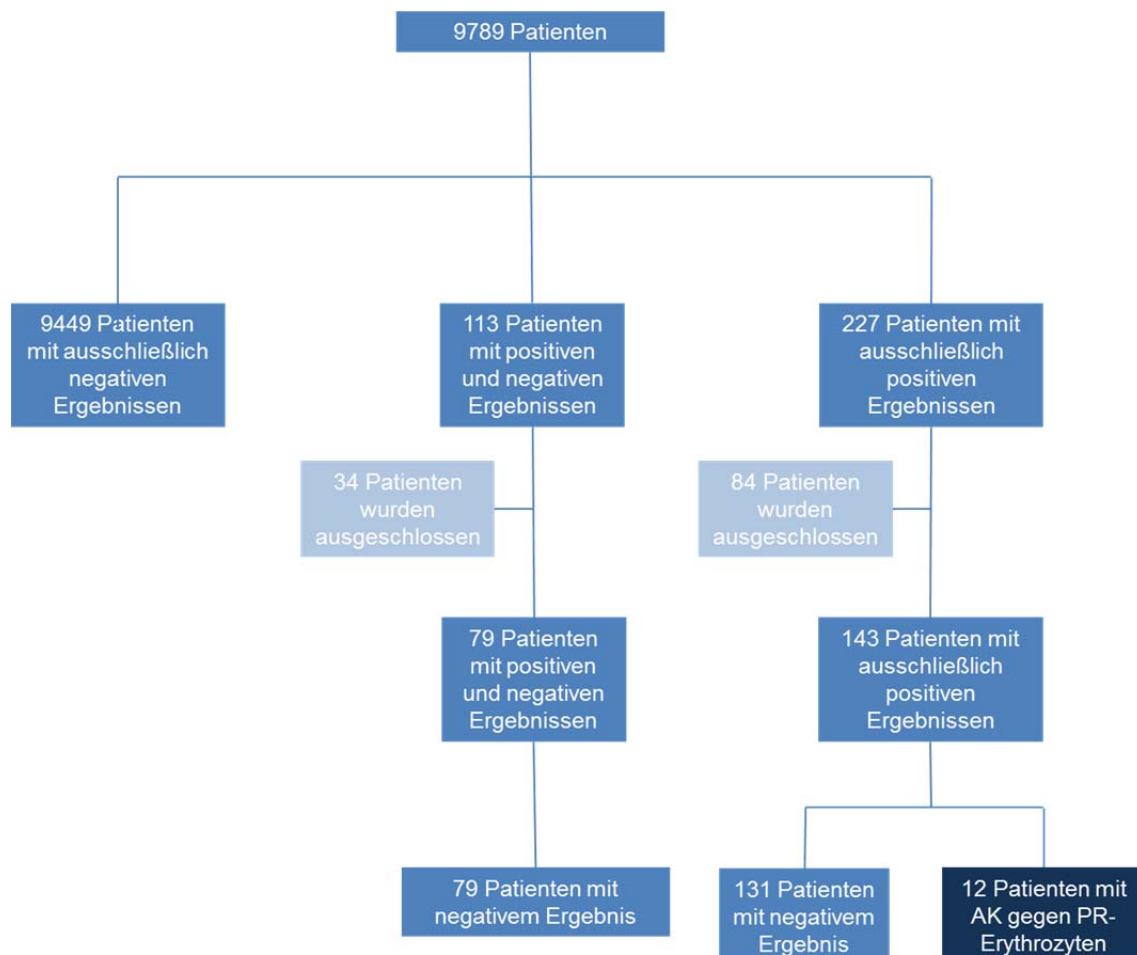 9789 Patienten
9449 Patienten
mit ausschließlich
negativen
Ergebnissen
113 Patienten
mit positiven
und negativen
Ergebnissen
227 Patienten mit
ausschließlich
positiven
Ergebnissen
34 Patienten
wurden
ausgeschlossen
84 Patienten
wurden
ausgeschlossen
79 Patienten
mit positiven
und negativen
Ergebnissen
143 Patienten mit
ausschließlich
positiven
Ergebnissen
79 Patienten mit
negativem Ergebnis
131 Patienten
mit negativem
Ergebnis
12 Patienten mit
AK gegen PR-
Erythrozyten